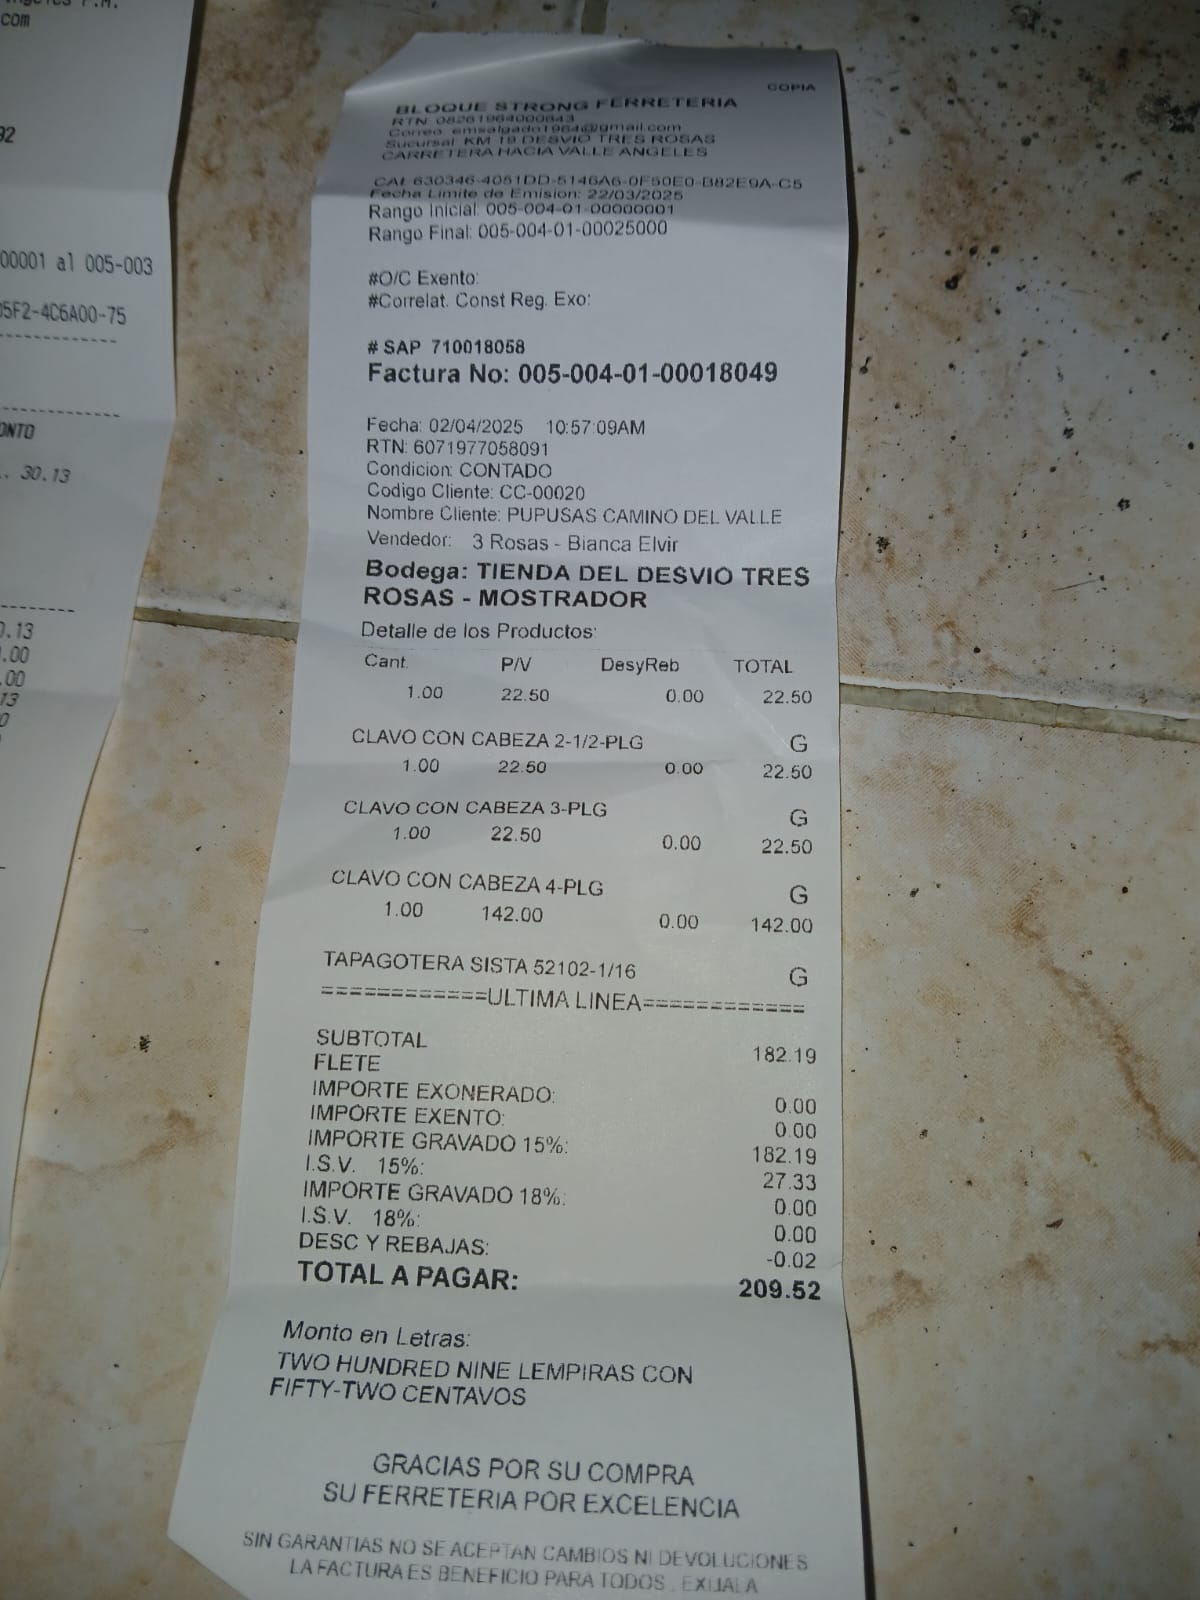 com
92
00001 al 005-003
05F2-4C6A00-75
ONTO
30.13
0.13
.00
.00
13
0
COPIA
BLOQUE STRONG FERRETERIA
RTN: 08261964000643
Correo: emsalgado1964@gmail.com
Sucursal: KM 19 DESVIO TRES ROSAS
CARRETERA HACIA VALLE ANGELES
CAI: 630346-4051DD-5146A6-0F50E0-B82E9A-C5
Fecha Limite de Emision: 22/03/2025
Rango Inicial: 005-004-01-00000001
Rango Final: 005-004-01-00025000
#O/C Exento:
#Correlat. Const Reg. Exo:
# SAP 710018058
Factura No: 005-004-01-00018049
Fecha: 02/04/2025 10:57:09AM
RTN: 6071977058091
Condicion: CONTADO
Codigo Cliente: CC-00020
Nombre Cliente: PUPUSAS CAMINO DEL VALLE
Vendedor: 3 Rosas - Bianca Elvir
Bodega: TIENDA DEL DESVIO TRES
ROSAS - MOSTRADOR
Detalle de los Productos:
Cant. P/V DesyReb TOTAL
1.00 22.50 0.00 22.50
CLAVO CON CABEZA 2-1/2-PLG G
1.00 22.50 0.00 22.50
CLAVO CON CABEZA 3-PLG G
1.00 22.50 0.00 22.50
CLAVO CON CABEZA 4-PLG G
1.00 142.00 0.00 142.00
TAPAGOTERA SISTA 52102-1/16 G
============ULTIMA LINEA============
SUBTOTAL 182.19
FLETE
IMPORTE EXONERADO: 0.00
IMPORTE EXENTO: 0.00
IMPORTE GRAVADO 15%: 182.19
I.S.V. 15%: 27.33
IMPORTE GRAVADO 18%: 0.00
I.S.V. 18%: 0.00
DESC Y REBAJAS: -0.02
TOTAL A PAGAR: 209.52
Monto en Letras:
TWO HUNDRED NINE LEMPIRAS CON
FIFTY-TWO CENTAVOS
GRACIAS POR SU COMPRA
SU FERRETERIA POR EXCELENCIA
SIN GARANTIAS NO SE ACEPTAN CAMBIOS NI DEVOLUCIONES
LA FACTURA ES BENEFICIO PARA TODOS , EXIJALA